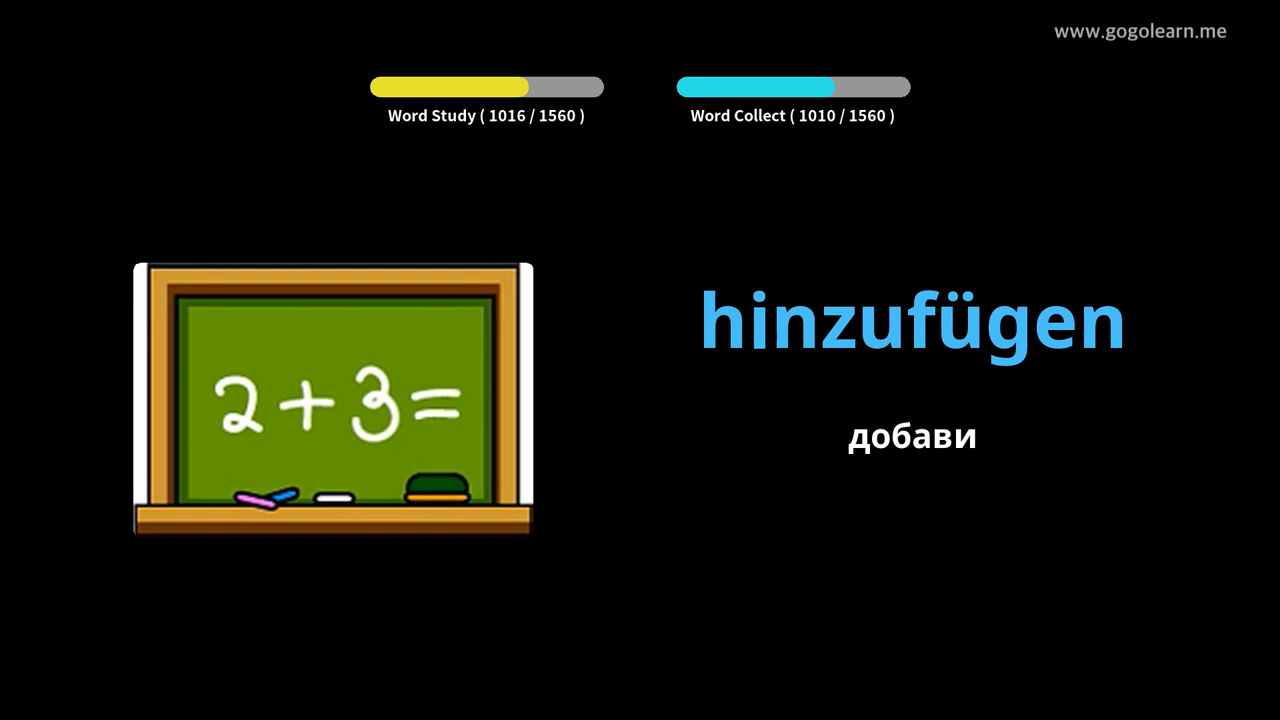 www.gogolearn.me
Word Study ( 1016 / 1560 )
Word Collect ( 1010 / 1560 )
2+3=
hinzufügen
добави